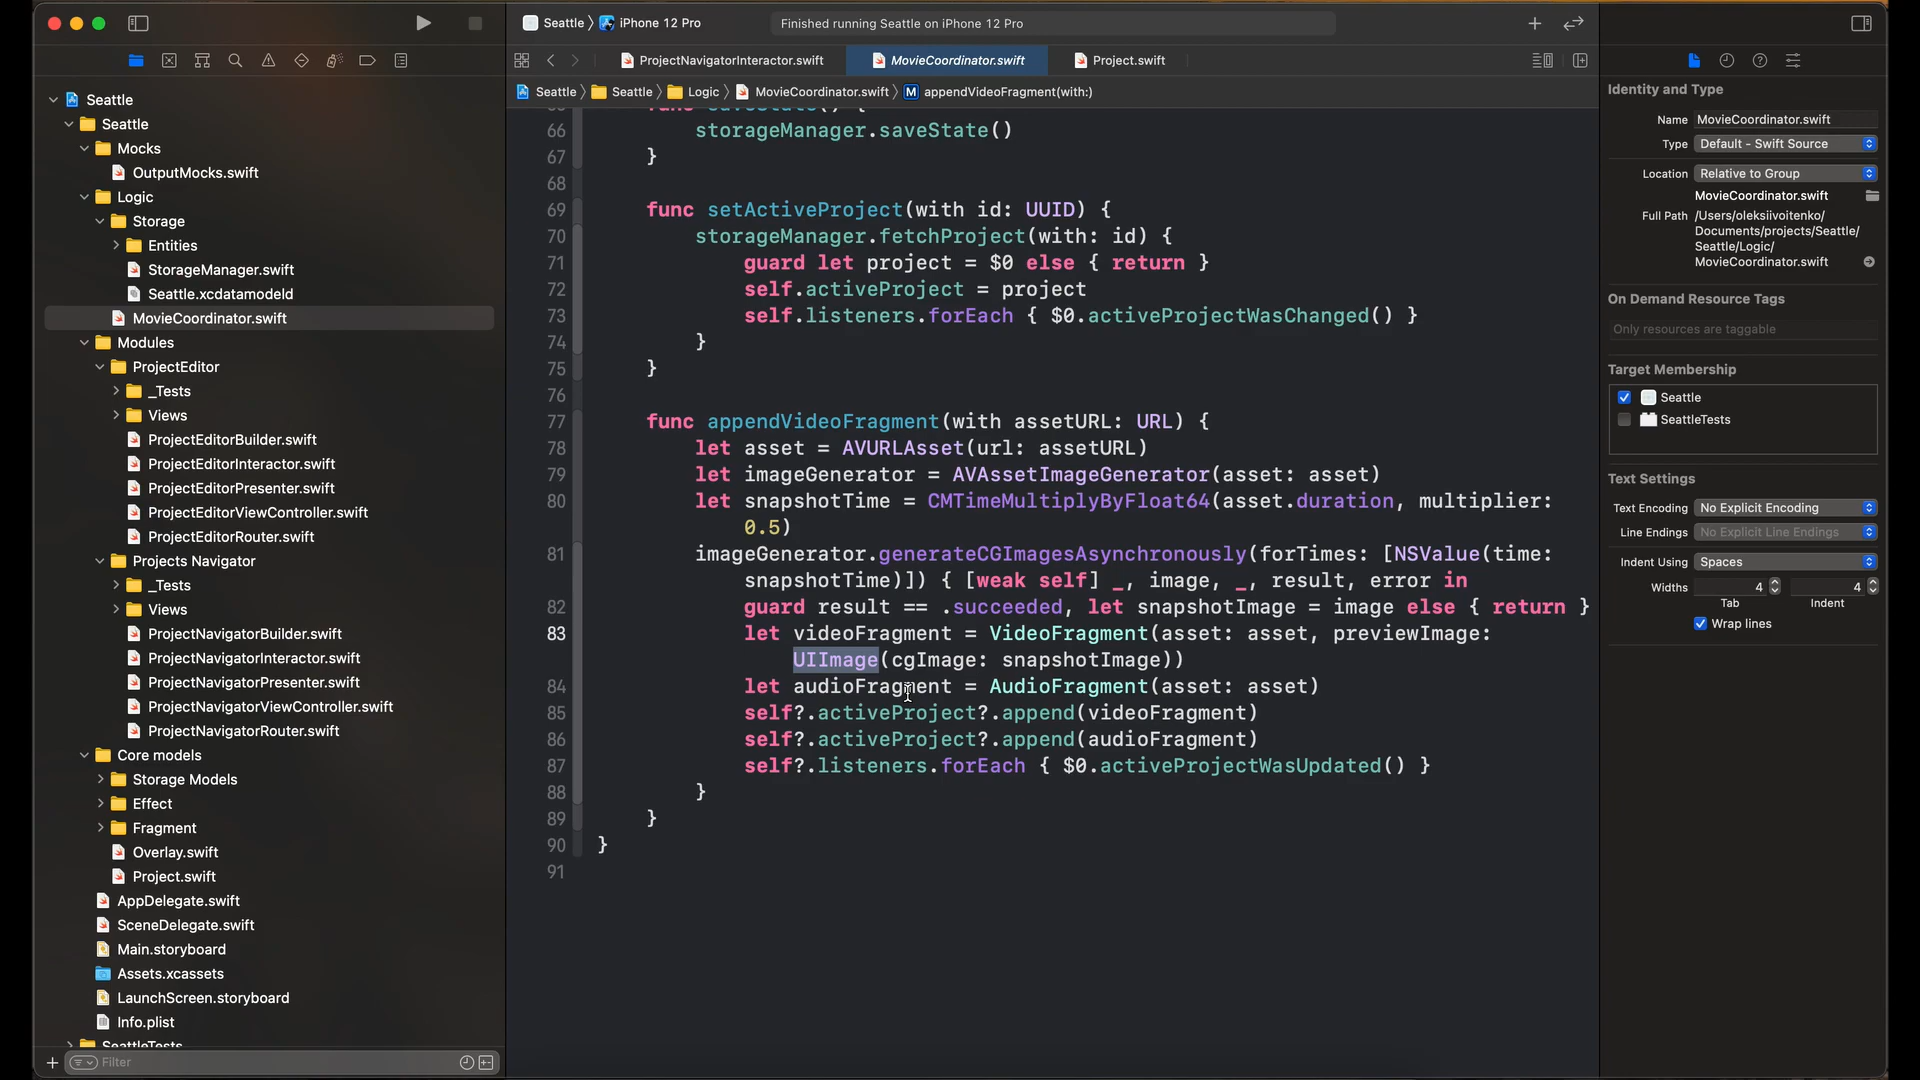 Seattle
iPhone 12 Pro
Finished running Seattle on iPhone 12 Pro
ProjectNavigatorInteractor.swift
MovieCoordinator.swift
Project.swift
Seattle
Seattle
Logic
MovieCoordinator.swift
M
appendVideoFragment(with:)
Seattle
Seattle
Mocks
OutputMocks.swift
Logic
Storage
Entities
StorageManager.swift
Seattle.xcdatamodeld
MovieCoordinator.swift
Modules
ProjectEditor
_Tests
Views
ProjectEditorBuilder.swift
ProjectEditorInteractor.swift
ProjectEditorPresenter.swift
ProjectEditorViewController.swift
ProjectEditorRouter.swift
Projects Navigator
_Tests
Views
ProjectNavigatorBuilder.swift
ProjectNavigatorInteractor.swift
ProjectNavigatorPresenter.swift
ProjectNavigatorViewController.swift
ProjectNavigatorRouter.swift
Core models
Storage Models
Effect
Fragment
Overlay.swift
Project.swift
AppDelegate.swift
SceneDelegate.swift
Main.storyboard
Assets.xcassets
LaunchScreen.storyboard
Info.plist
SeattleTests
Filter
func saveState() {
66 storageManager.saveState()
67 }
68
69 func setActiveProject(with id: UUID) {
70 storageManager.fetchProject(with: id) {
71 guard let project = $0 else { return }
72 self.activeProject = project
73 self.listeners.forEach { $0.activeProjectWasChanged() }
74 }
75 }
76
77 func appendVideoFragment(with assetURL: URL) {
78 let asset = AVURLAsset(url: assetURL)
79 let imageGenerator = AVAssetImageGenerator(asset: asset)
80 let snapshotTime = CMTimeMultiplyByFloat64(asset.duration, multiplier:
0.5)
81 imageGenerator.generateCGImagesAsynchronously(forTimes: [NSValue(time:
snapshotTime)]) { [weak self] _, image, _, result, error in
82 guard result == .succeeded, let snapshotImage = image else { return }
83 let videoFragment = VideoFragment(asset: asset, previewImage:
UIImage(cgImage: snapshotImage))
84 let audioFragment = AudioFragment(asset: asset)
85 self?.activeProject?.append(videoFragment)
86 self?.activeProject?.append(audioFragment)
87 self?.listeners.forEach { $0.activeProjectWasUpdated() }
88 }
89 }
90 }
91
Identity and Type
Name MovieCoordinator.swift
Type Default - Swift Source
Location Relative to Group
MovieCoordinator.swift
Full Path /Users/oleksiivoitenko/
Documents/projects/Seattle/
Seattle/Logic/
MovieCoordinator.swift
On Demand Resource Tags
Only resources are taggable
Target Membership
Seattle
SeattleTests
Text Settings
Text Encoding No Explicit Encoding
Line Endings No Explicit Line Endings
Indent Using Spaces
Widths 4 4
Tab Indent
Wrap lines